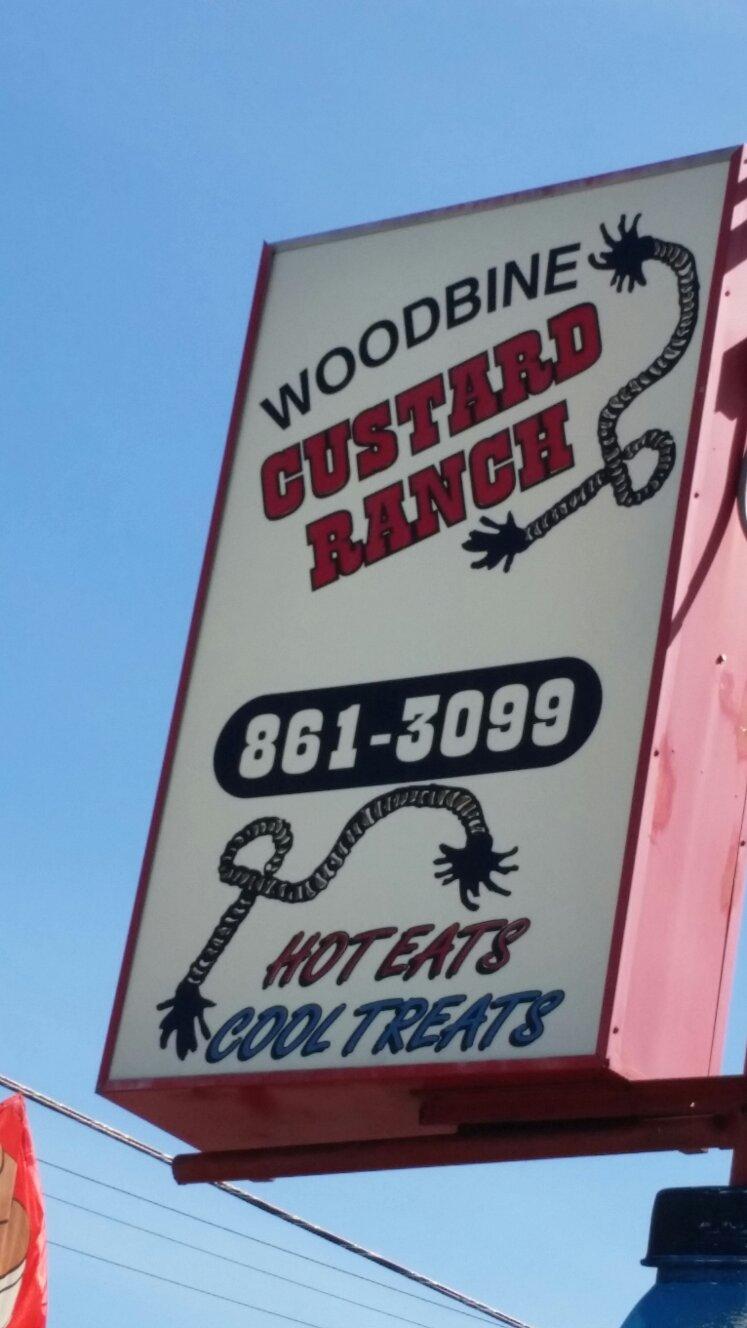 WOODBINE
CUSTARD
RANCH
861-3099
HOT EATS
COOL TREATS